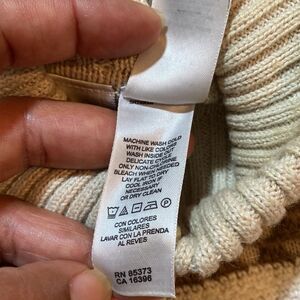 MACHINE WASH COLD
WITH LIKE COLORS
WASH INSIDE OUT
DELICATE CYCLE
ONLY NON-CHLORINE
BLEACH WHEN NEEDED
LAY FLAT TO DRY
COOL IRON IF
NECESSARY
OR DRY CLEAN
CON COLORES
SIMILARES
LAVAR CON LA PRENDA
AL REVES
RN 85373
CA 16396